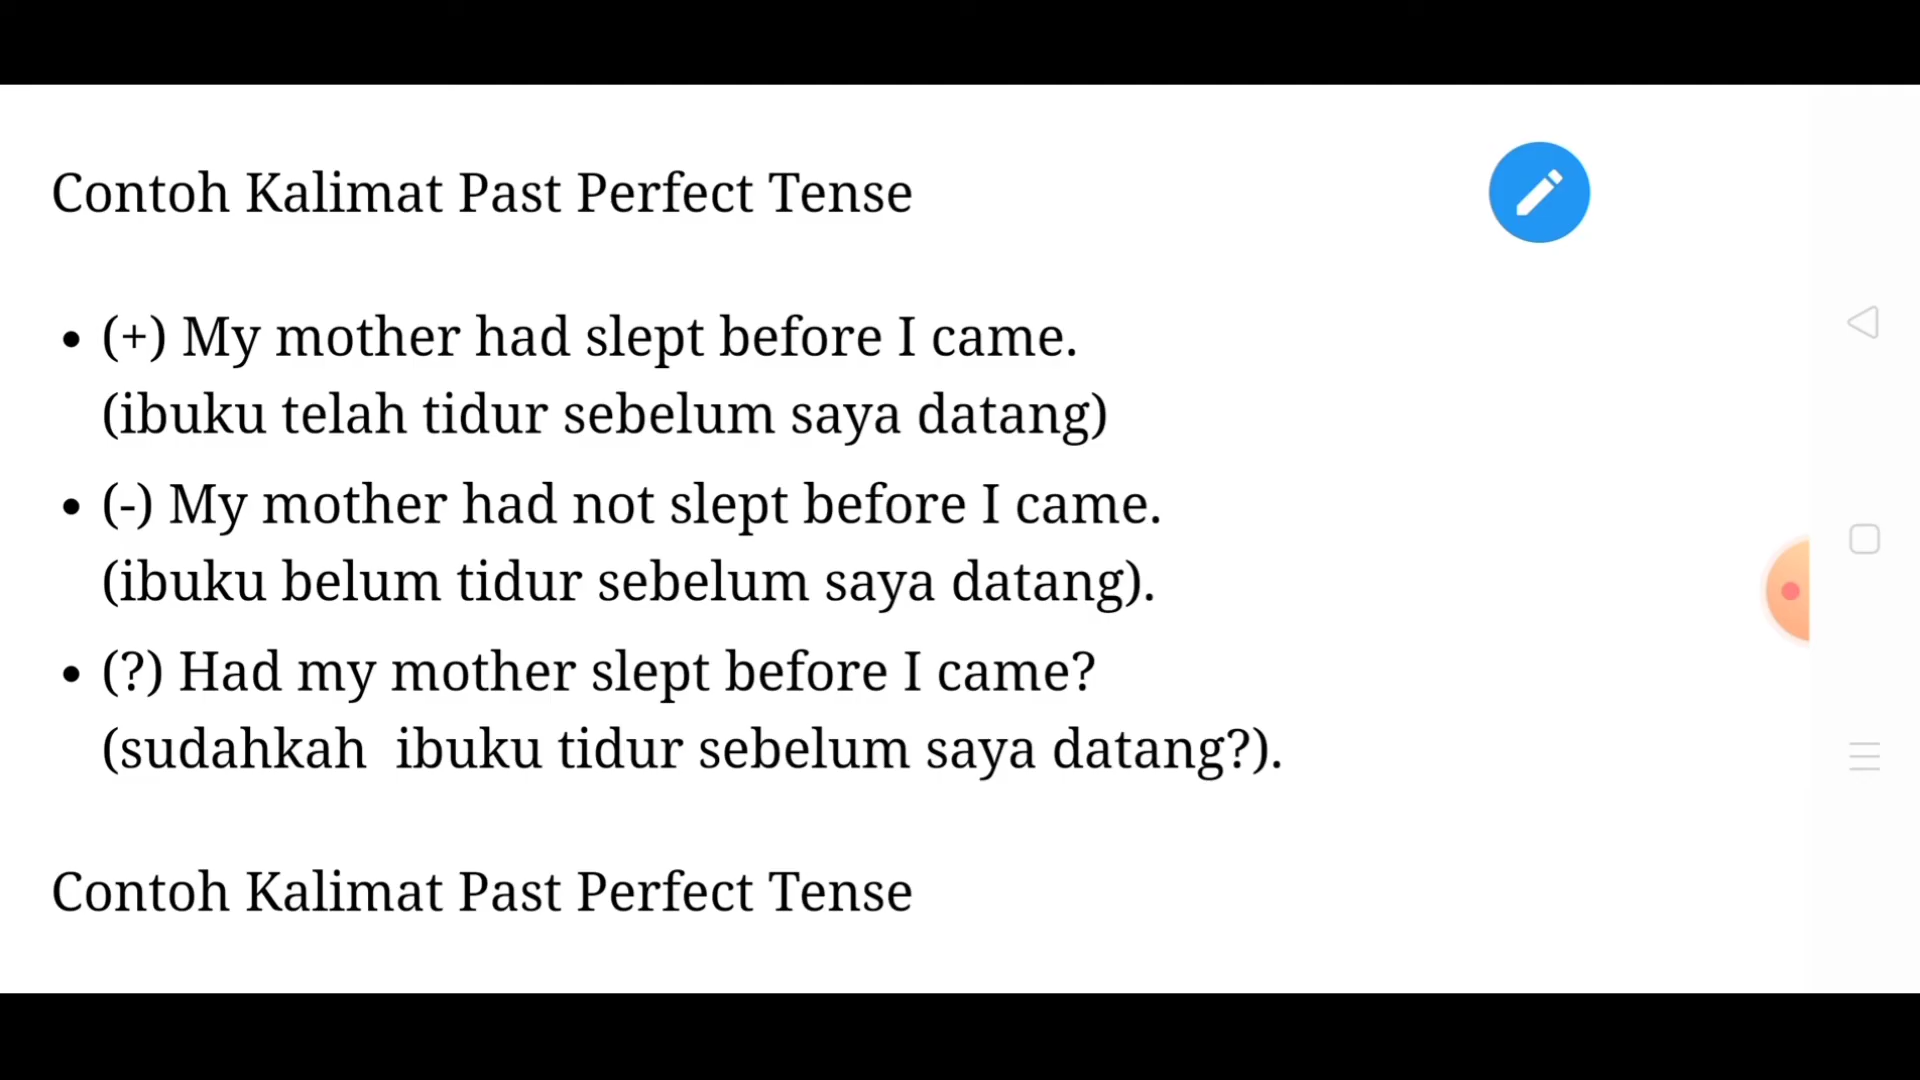 Contoh Kalimat Past Perfect Tense
• (+) My mother had slept before I came.
(ibuku telah tidur sebelum saya datang)
• (-) My mother had not slept before I came.
(ibuku belum tidur sebelum saya datang).
• (?) Had my mother slept before I came?
(sudahkah  ibuku tidur sebelum saya datang?).
Contoh Kalimat Past Perfect Tense